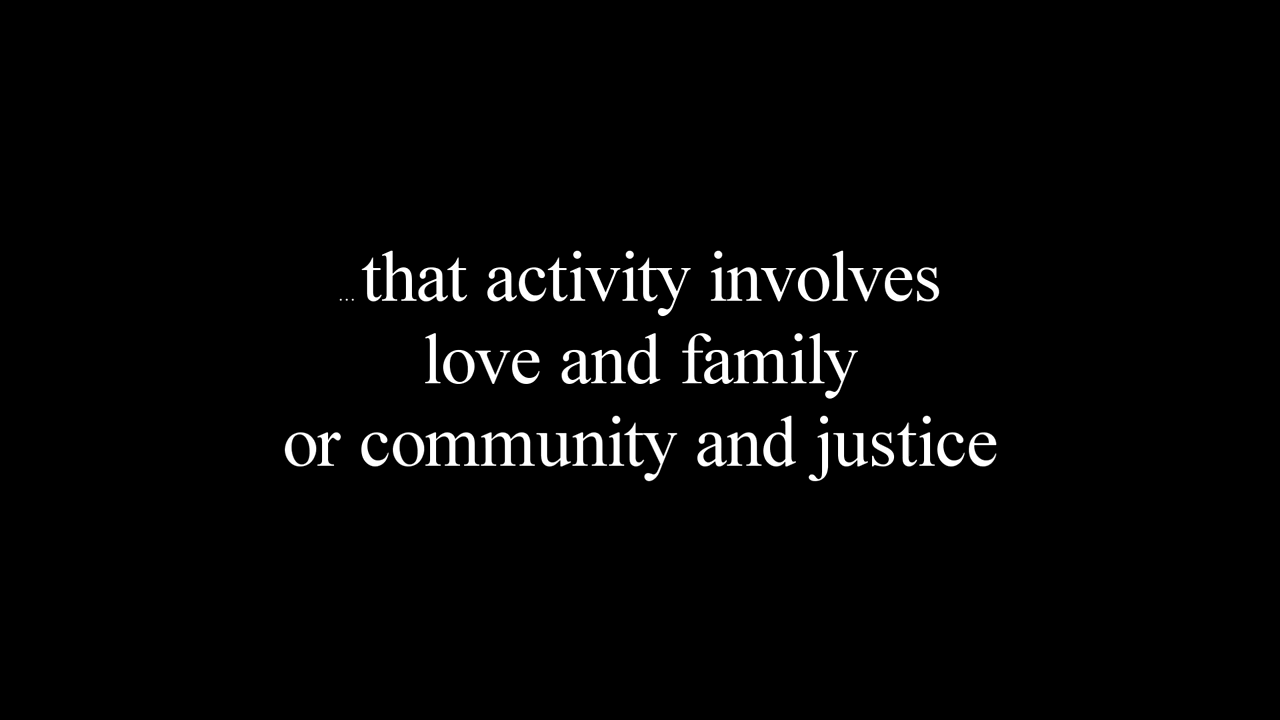 ... that activity involves
love and family
or community and justice